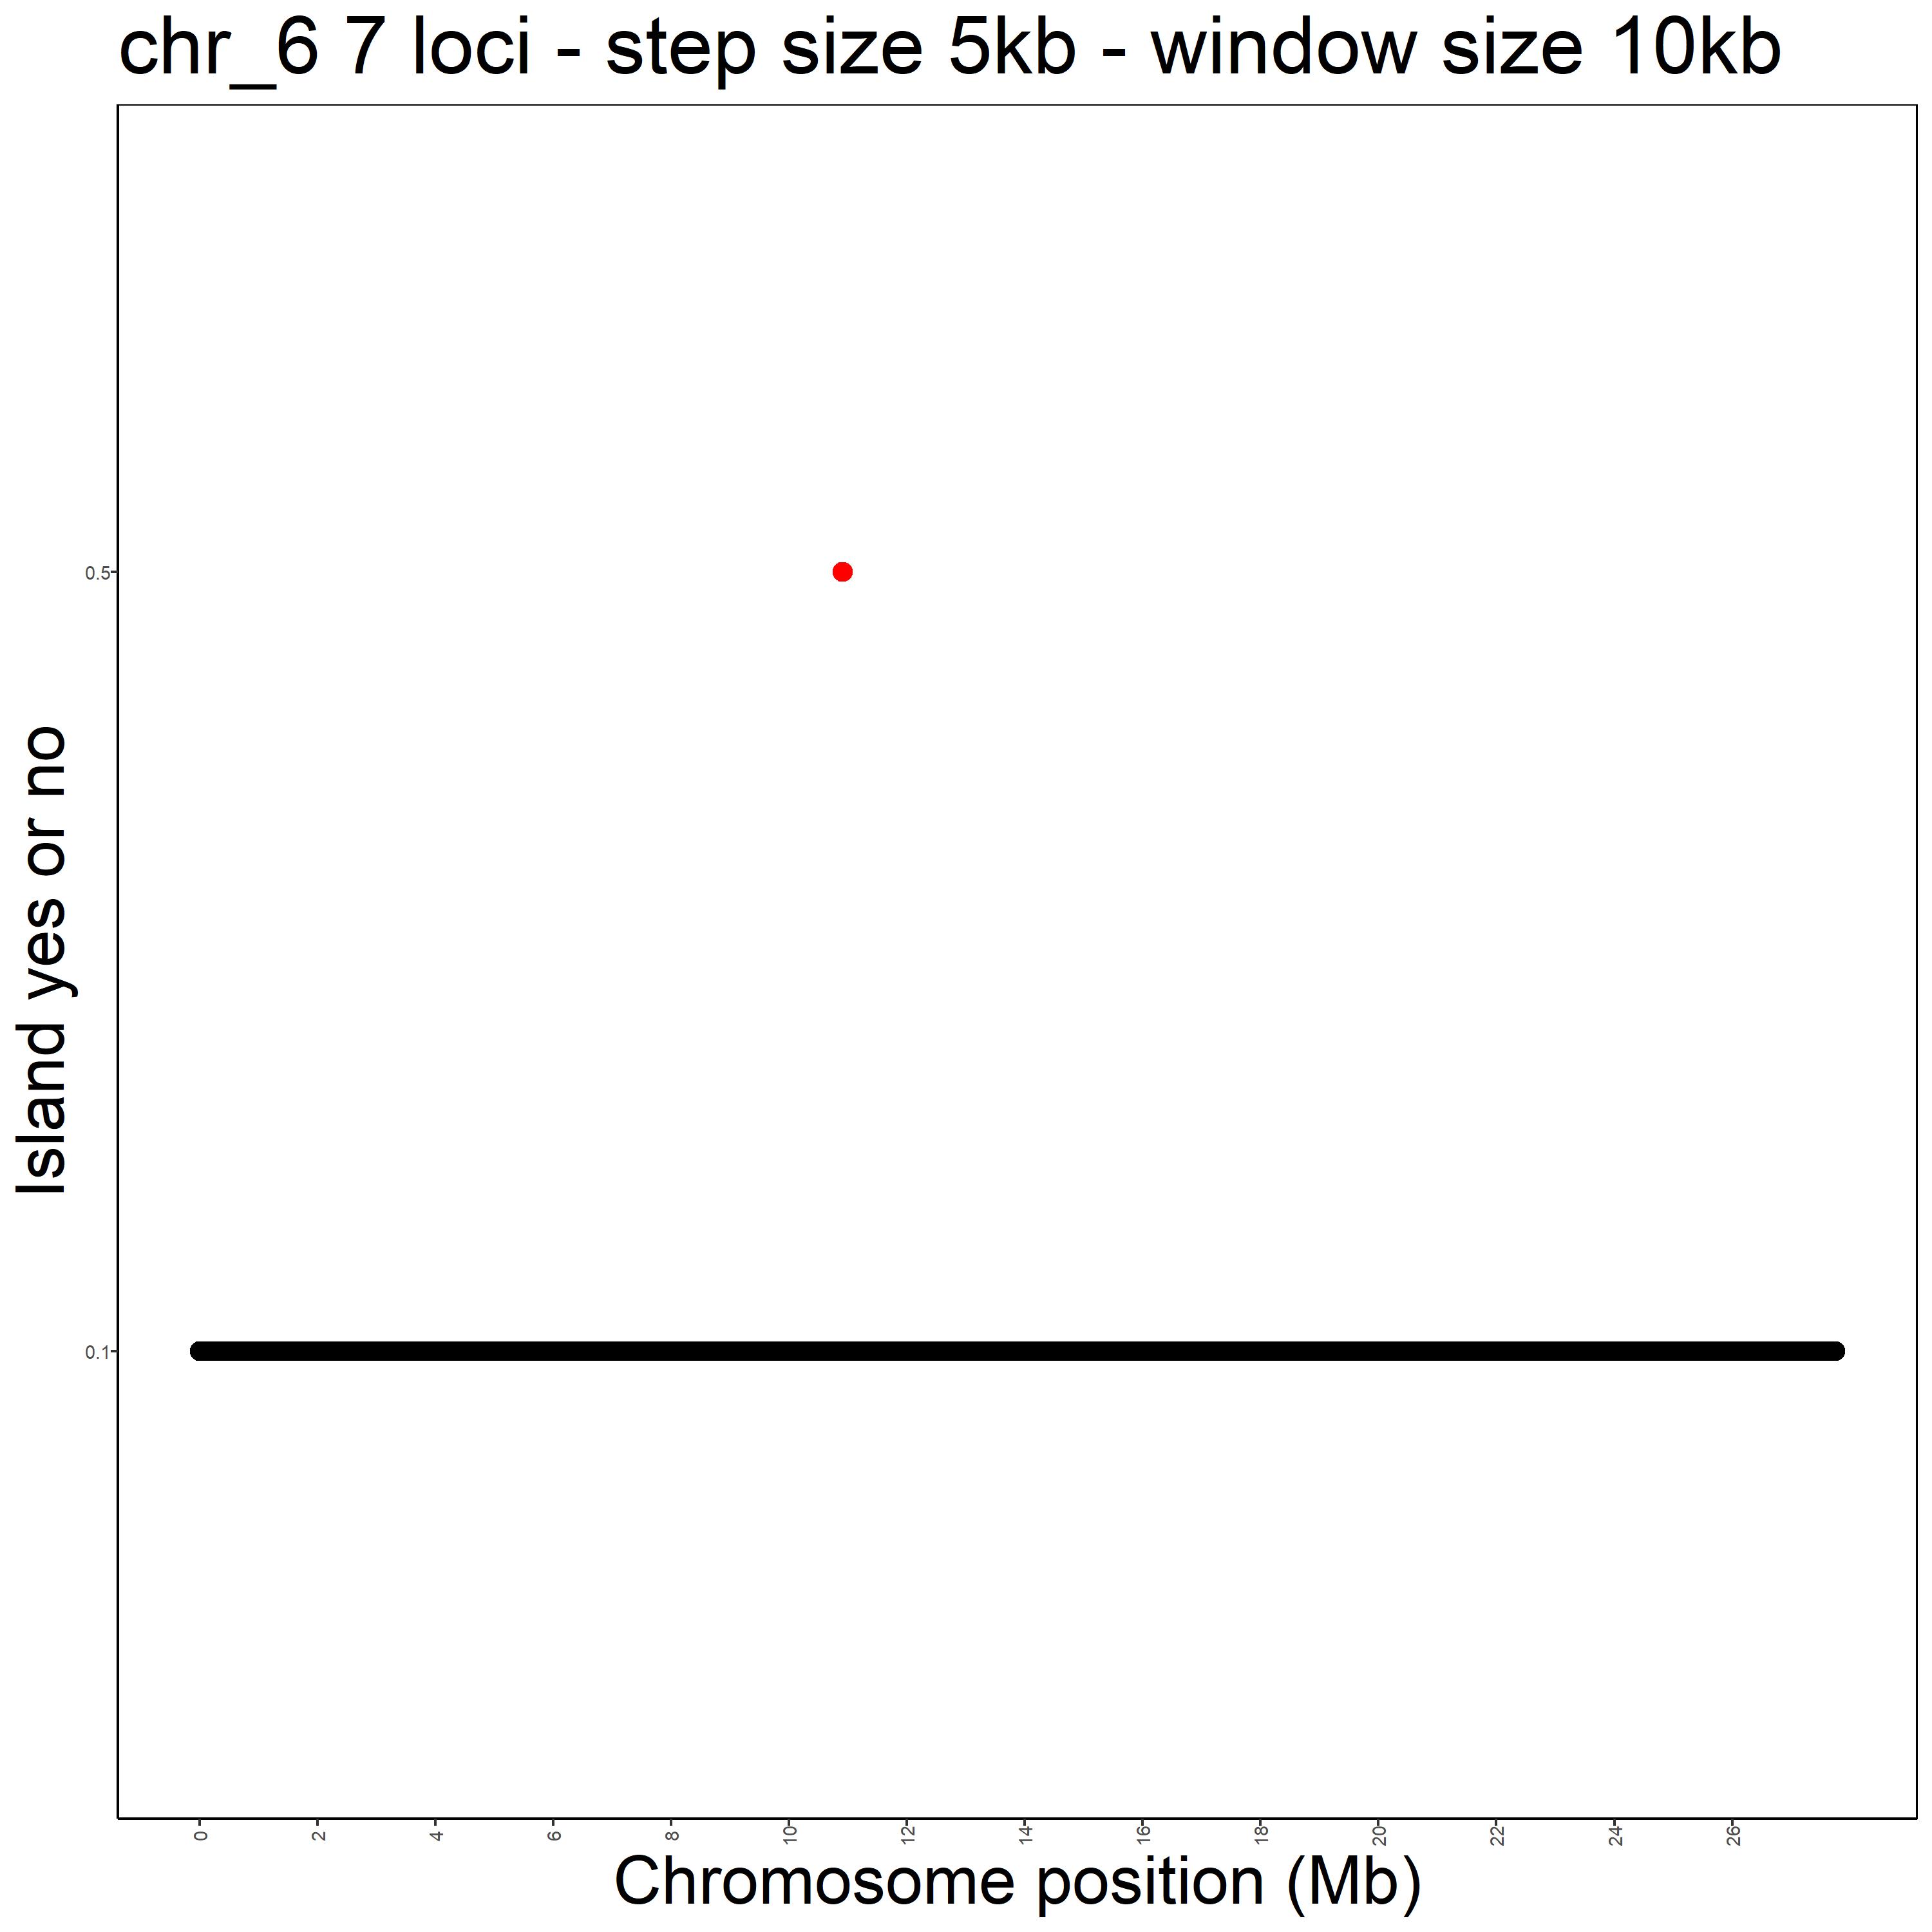 chr_6 7 loci - step size 5kb - window size 10kb
Island yes or no
0.5
0.1
0 2 4 6 8 10 12 14 16 18 20 22 24 26
Chromosome position (Mb)